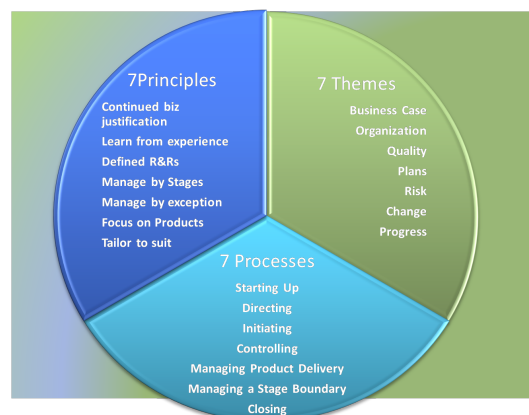 7Principles
Continued biz
justification
Learn from experience
Defined R&Rs
Manage by Stages
Manage by exception
Focus on Products
Tailor to suit
7 Themes
Business Case
Organization
Quality
Plans
Risk
Change
Progress
7 Processes
Starting Up
Directing
Initiating
Controlling
Managing Product Delivery
Managing a Stage Boundary
Closing